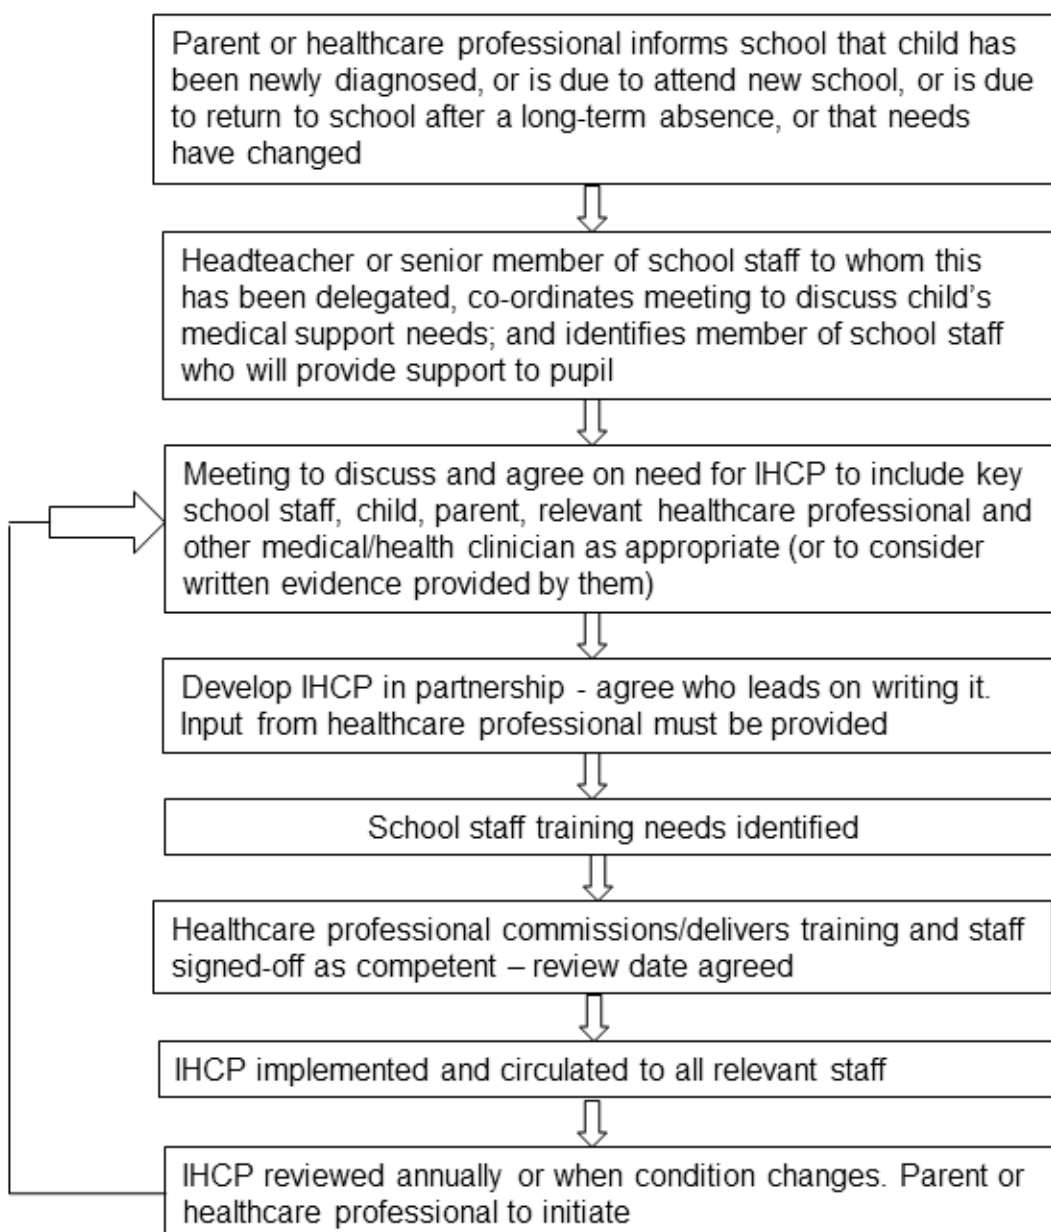 Parent or healthcare professional informs school that child has
been newly diagnosed, or is due to attend new school, or is due
to return to school after a long-term absence, or that needs
have changed
Headteacher or senior member of school staff to whom this
has been delegated, co-ordinates meeting to discuss child's
medical support needs; and identifies member of school staff
who will provide support to pupil
Meeting to discuss and agree on need for IHCP to include key
school staff, child, parent, relevant healthcare professional and
other medical/health clinician as appropriate (or to consider
written evidence provided by them)
Develop IHCP in partnership - agree who leads on writing it.
Input from healthcare professional must be provided
School staff training needs identified
Healthcare professional commissions/delivers training and staff
signed-off as competent – review date agreed
IHCP implemented and circulated to all relevant staff
IHCP reviewed annually or when condition changes. Parent or
healthcare professional to initiate